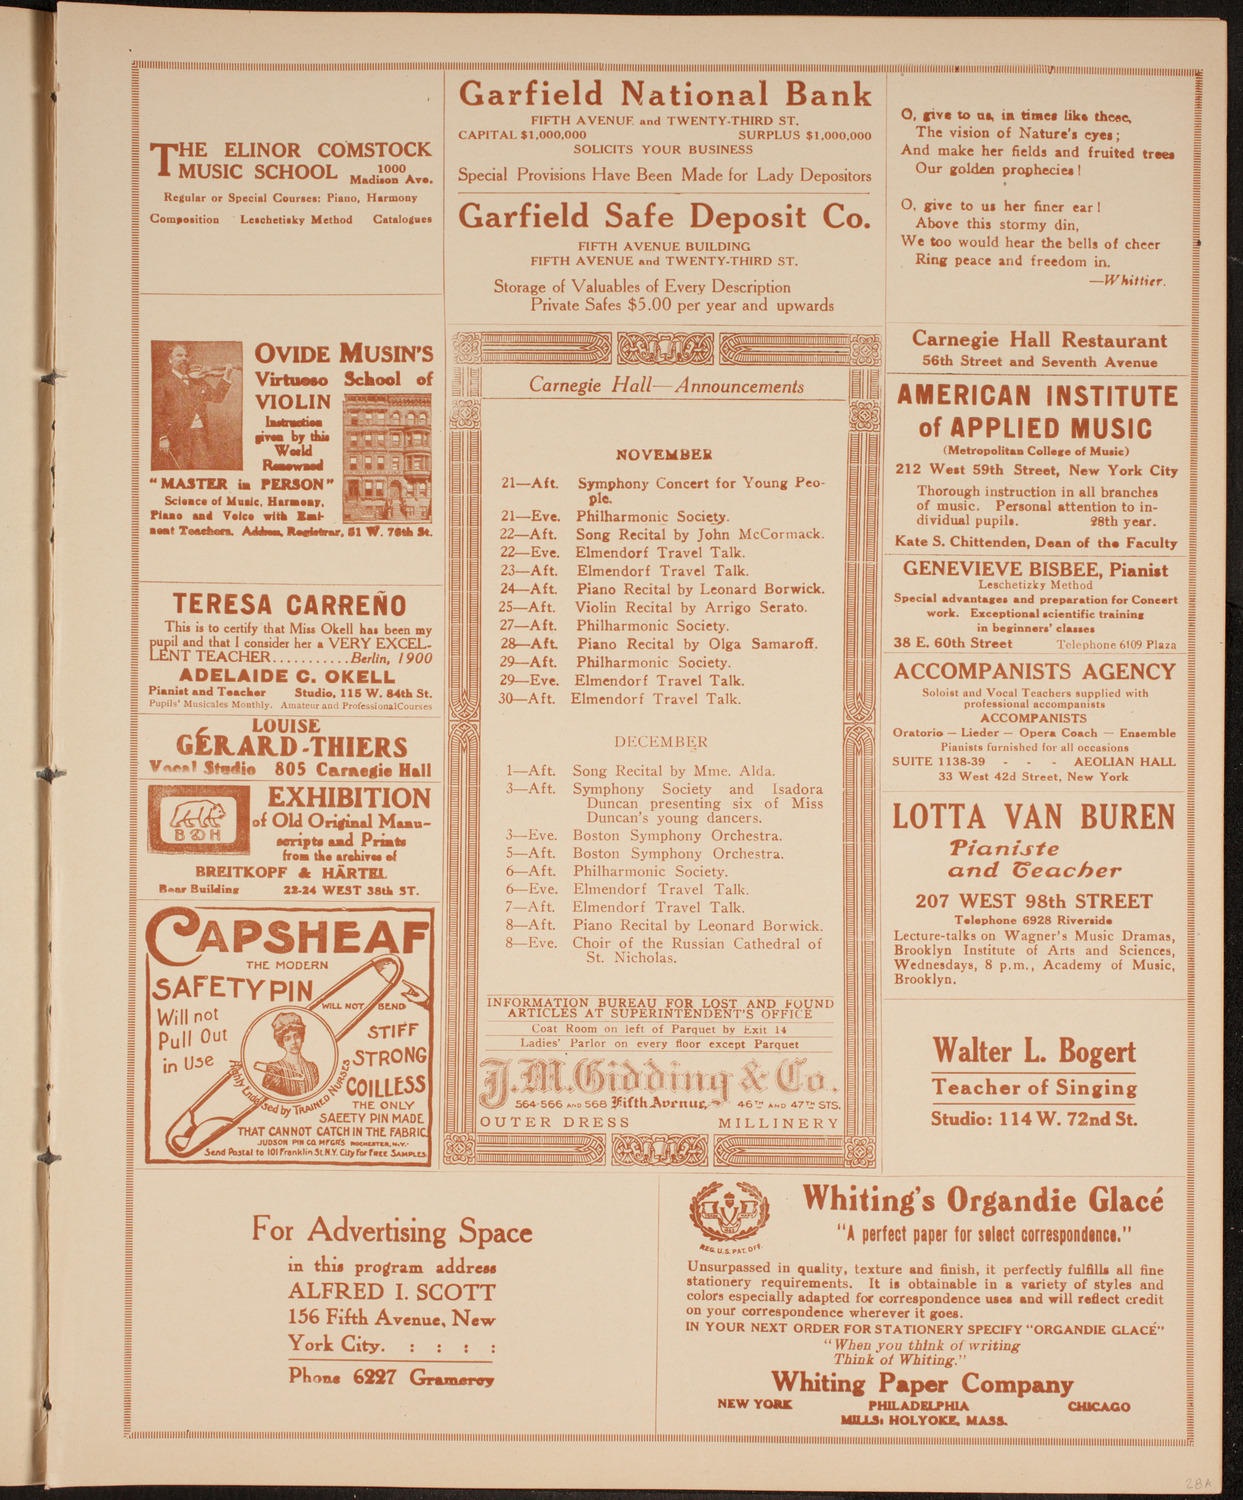 THE ELINOR COMSTOCK
MUSIC SCHOOL 1000 Madison Ave.
Regular or Special Courses: Piano, Harmony
Composition Leschetisky Method Catalogues
OVIDE MUSIN'S
Virtuoso School of
VIOLIN
Instruction
given by this
World
Renowned
"MASTER in PERSON"
Science of Music, Harmony,
Piano and Voice with Emi-
nent Teachers. Address, Registrar, 51 W. 76th St.
TERESA CARREÑO
This is to certify that Miss Okell has been my
pupil and that I consider her a VERY EXCEL-
LENT TEACHER...........Berlin, 1900
ADELAIDE C. OKELL
Pianist and Teacher Studio, 115 W. 84th St.
Pupils' Musicales Monthly. Amateur and Professional Courses
LOUISE
GÉRARD-THIERS
Vocal Studio 805 Carnegie Hall
B&H
EXHIBITION
of Old Original Manu-
scripts and Prints
from the archives of
BREITKOPF & HÄRTEL
Bear Building 22-24 WEST 38th ST.
CAPSHEAF
THE MODERN
SAFETY PIN
WILL NOT BEND
Will not
Pull Out
in Use
STIFF
STRONG
COILLESS
Highly Endorsed by TRAINED NURSES
THE ONLY
SAFETY PIN MADE
THAT CANNOT CATCH IN THE FABRIC
JUDSON PIN CO. MFGR'S ROCHESTER, N.Y.
Send Postal to 101 Franklin St. N.Y. City for FREE SAMPLES.
Garfield National Bank
FIFTH AVENUE and TWENTY-THIRD ST.
CAPITAL $1,000,000 SURPLUS $1,000,000
SOLICITS YOUR BUSINESS
Special Provisions Have Been Made for Lady Depositors
Garfield Safe Deposit Co.
FIFTH AVENUE BUILDING
FIFTH AVENUE and TWENTY-THIRD ST.
Storage of Valuables of Every Description
Private Safes $5.00 per year and upwards
Carnegie Hall—Announcements
NOVEMBER
21—Aft. Symphony Concert for Young Peo-
ple.
21—Eve. Philharmonic Society.
22—Aft. Song Recital by John McCormack.
22—Eve. Elmendorf Travel Talk.
23—Aft. Elmendorf Travel Talk.
24—Aft. Piano Recital by Leonard Borwick.
25—Aft. Violin Recital by Arrigo Serato.
27—Aft. Philharmonic Society.
28—Aft. Piano Recital by Olga Samaroff.
29—Aft. Philharmonic Society.
29—Eve. Elmendorf Travel Talk.
30—Aft. Elmendorf Travel Talk.
DECEMBER
1—Aft. Song Recital by Mme. Alda.
3—Aft. Symphony Society and Isadora
Duncan presenting six of Miss
Duncan's young dancers.
3—Eve. Boston Symphony Orchestra.
5—Aft. Boston Symphony Orchestra.
6—Aft. Philharmonic Society.
6—Eve. Elmendorf Travel Talk.
7—Aft. Elmendorf Travel Talk.
8—Aft. Piano Recital by Leonard Borwick.
8—Eve. Choir of the Russian Cathedral of
St. Nicholas.
INFORMATION BUREAU FOR LOST AND FOUND
ARTICLES AT SUPERINTENDENT'S OFFICE
Coat Room on left of Parquet by Exit 14
Ladies' Parlor on every floor except Parquet
J.M. Gidding & Co.
564-566 AND 568 Fifth Avenue, 46TH AND 47TH STS.
OUTER DRESS MILLINERY
O, give to us, in times like these,
The vision of Nature's eyes;
And make her fields and fruited trees
Our golden prophecies!
O, give to us her finer ear!
Above this stormy din,
We too would hear the bells of cheer
Ring peace and freedom in.
—Whittier.
Carnegie Hall Restaurant
56th Street and Seventh Avenue
AMERICAN INSTITUTE
of APPLIED MUSIC
(Metropolitan College of Music)
212 West 59th Street, New York City
Thorough instruction in all branches
of music. Personal attention to in-
dividual pupils. 28th year.
Kate S. Chittenden, Dean of the Faculty
GENEVIEVE BISBEE, Pianist
Leschetizky Method
Special advantages and preparation for Concert
work. Exceptional scientific training
in beginners' classes
38 E. 60th Street Telephone 6109 Plaza
ACCOMPANISTS AGENCY
Soloist and Vocal Teachers supplied with
professional accompanists
ACCOMPANISTS
Oratorio — Lieder — Opera Coach — Ensemble
Pianists furnished for all occasions
SUITE 1138-39 - - - AEOLIAN HALL
33 West 42d Street, New York
LOTTA VAN BUREN
Pianiste
and Teacher
207 WEST 98th STREET
Telephone 6928 Riverside
Lecture-talks on Wagner's Music Dramas,
Brooklyn Institute of Arts and Sciences,
Wednesdays, 8 p.m., Academy of Music,
Brooklyn.
Walter L. Bogert
Teacher of Singing
Studio: 114 W. 72nd St.
For Advertising Space
in this program address
ALFRED I. SCOTT
156 Fifth Avenue, New
York City. : : : :
Phone 6227 Gramercy
REG. U.S. PAT. OFF.
Whiting's Organdie Glacé
"A perfect paper for select correspondence."
Unsurpassed in quality, texture and finish, it perfectly fulfills all fine
stationery requirements. It is obtainable in a variety of styles and
colors especially adapted for correspondence uses and will reflect credit
on your correspondence wherever it goes.
IN YOUR NEXT ORDER FOR STATIONERY SPECIFY "ORGANDIE GLACÉ"
"When you think of writing
Think of Whiting."
Whiting Paper Company
NEW YORK PHILADELPHIA CHICAGO
MILLS: HOLYOKE, MASS.
28A